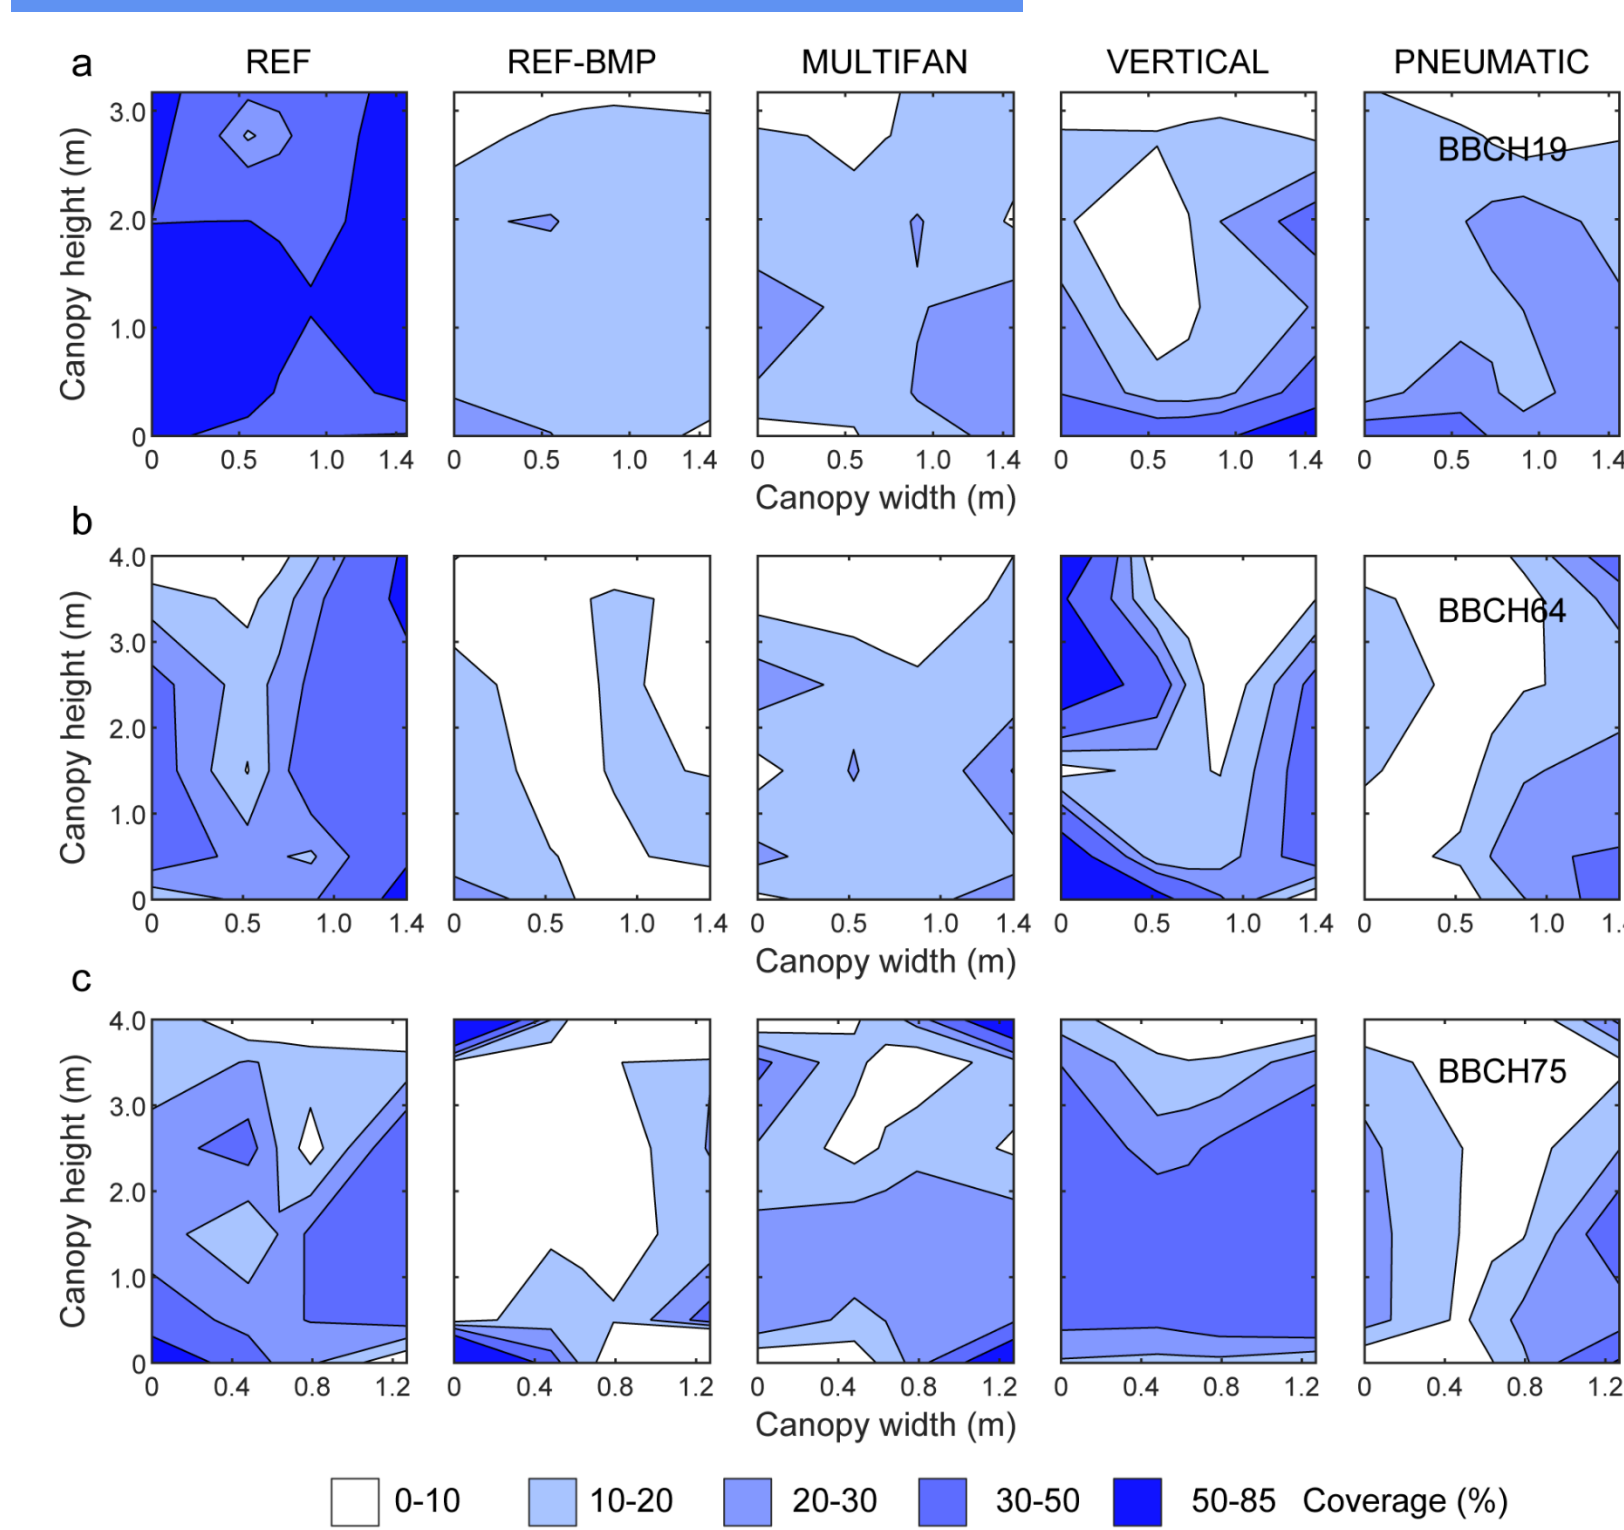 a
REF REF-BMP MULTIFAN VERTICAL PNEUMATIC
BBCH19
Canopy height (m)
3.0
2.0
1.0
0
0 0.5 1.0 1.4 0 0.5 1.0 1.4 0 0.5 1.0 1.4 0 0.5 1.0 1.4 0 0.5 1.0 1.4
Canopy width (m)
b
BBCH64
Canopy height (m)
4.0
3.0
2.0
1.0
0
0 0.5 1.0 1.4 0 0.5 1.0 1.4 0 0.5 1.0 1.4 0 0.5 1.0 1.4 0 0.5 1.0 1.
Canopy width (m)
c
BBCH75
Canopy height (m)
4.0
3.0
2.0
1.0
0
0 0.4 0.8 1.2 0 0.4 0.8 1.2 0 0.4 0.8 1.2 0 0.4 0.8 1.2 0 0.4 0.8 1.2
Canopy width (m)
0-10 10-20 20-30 30-50 50-85 Coverage (%)